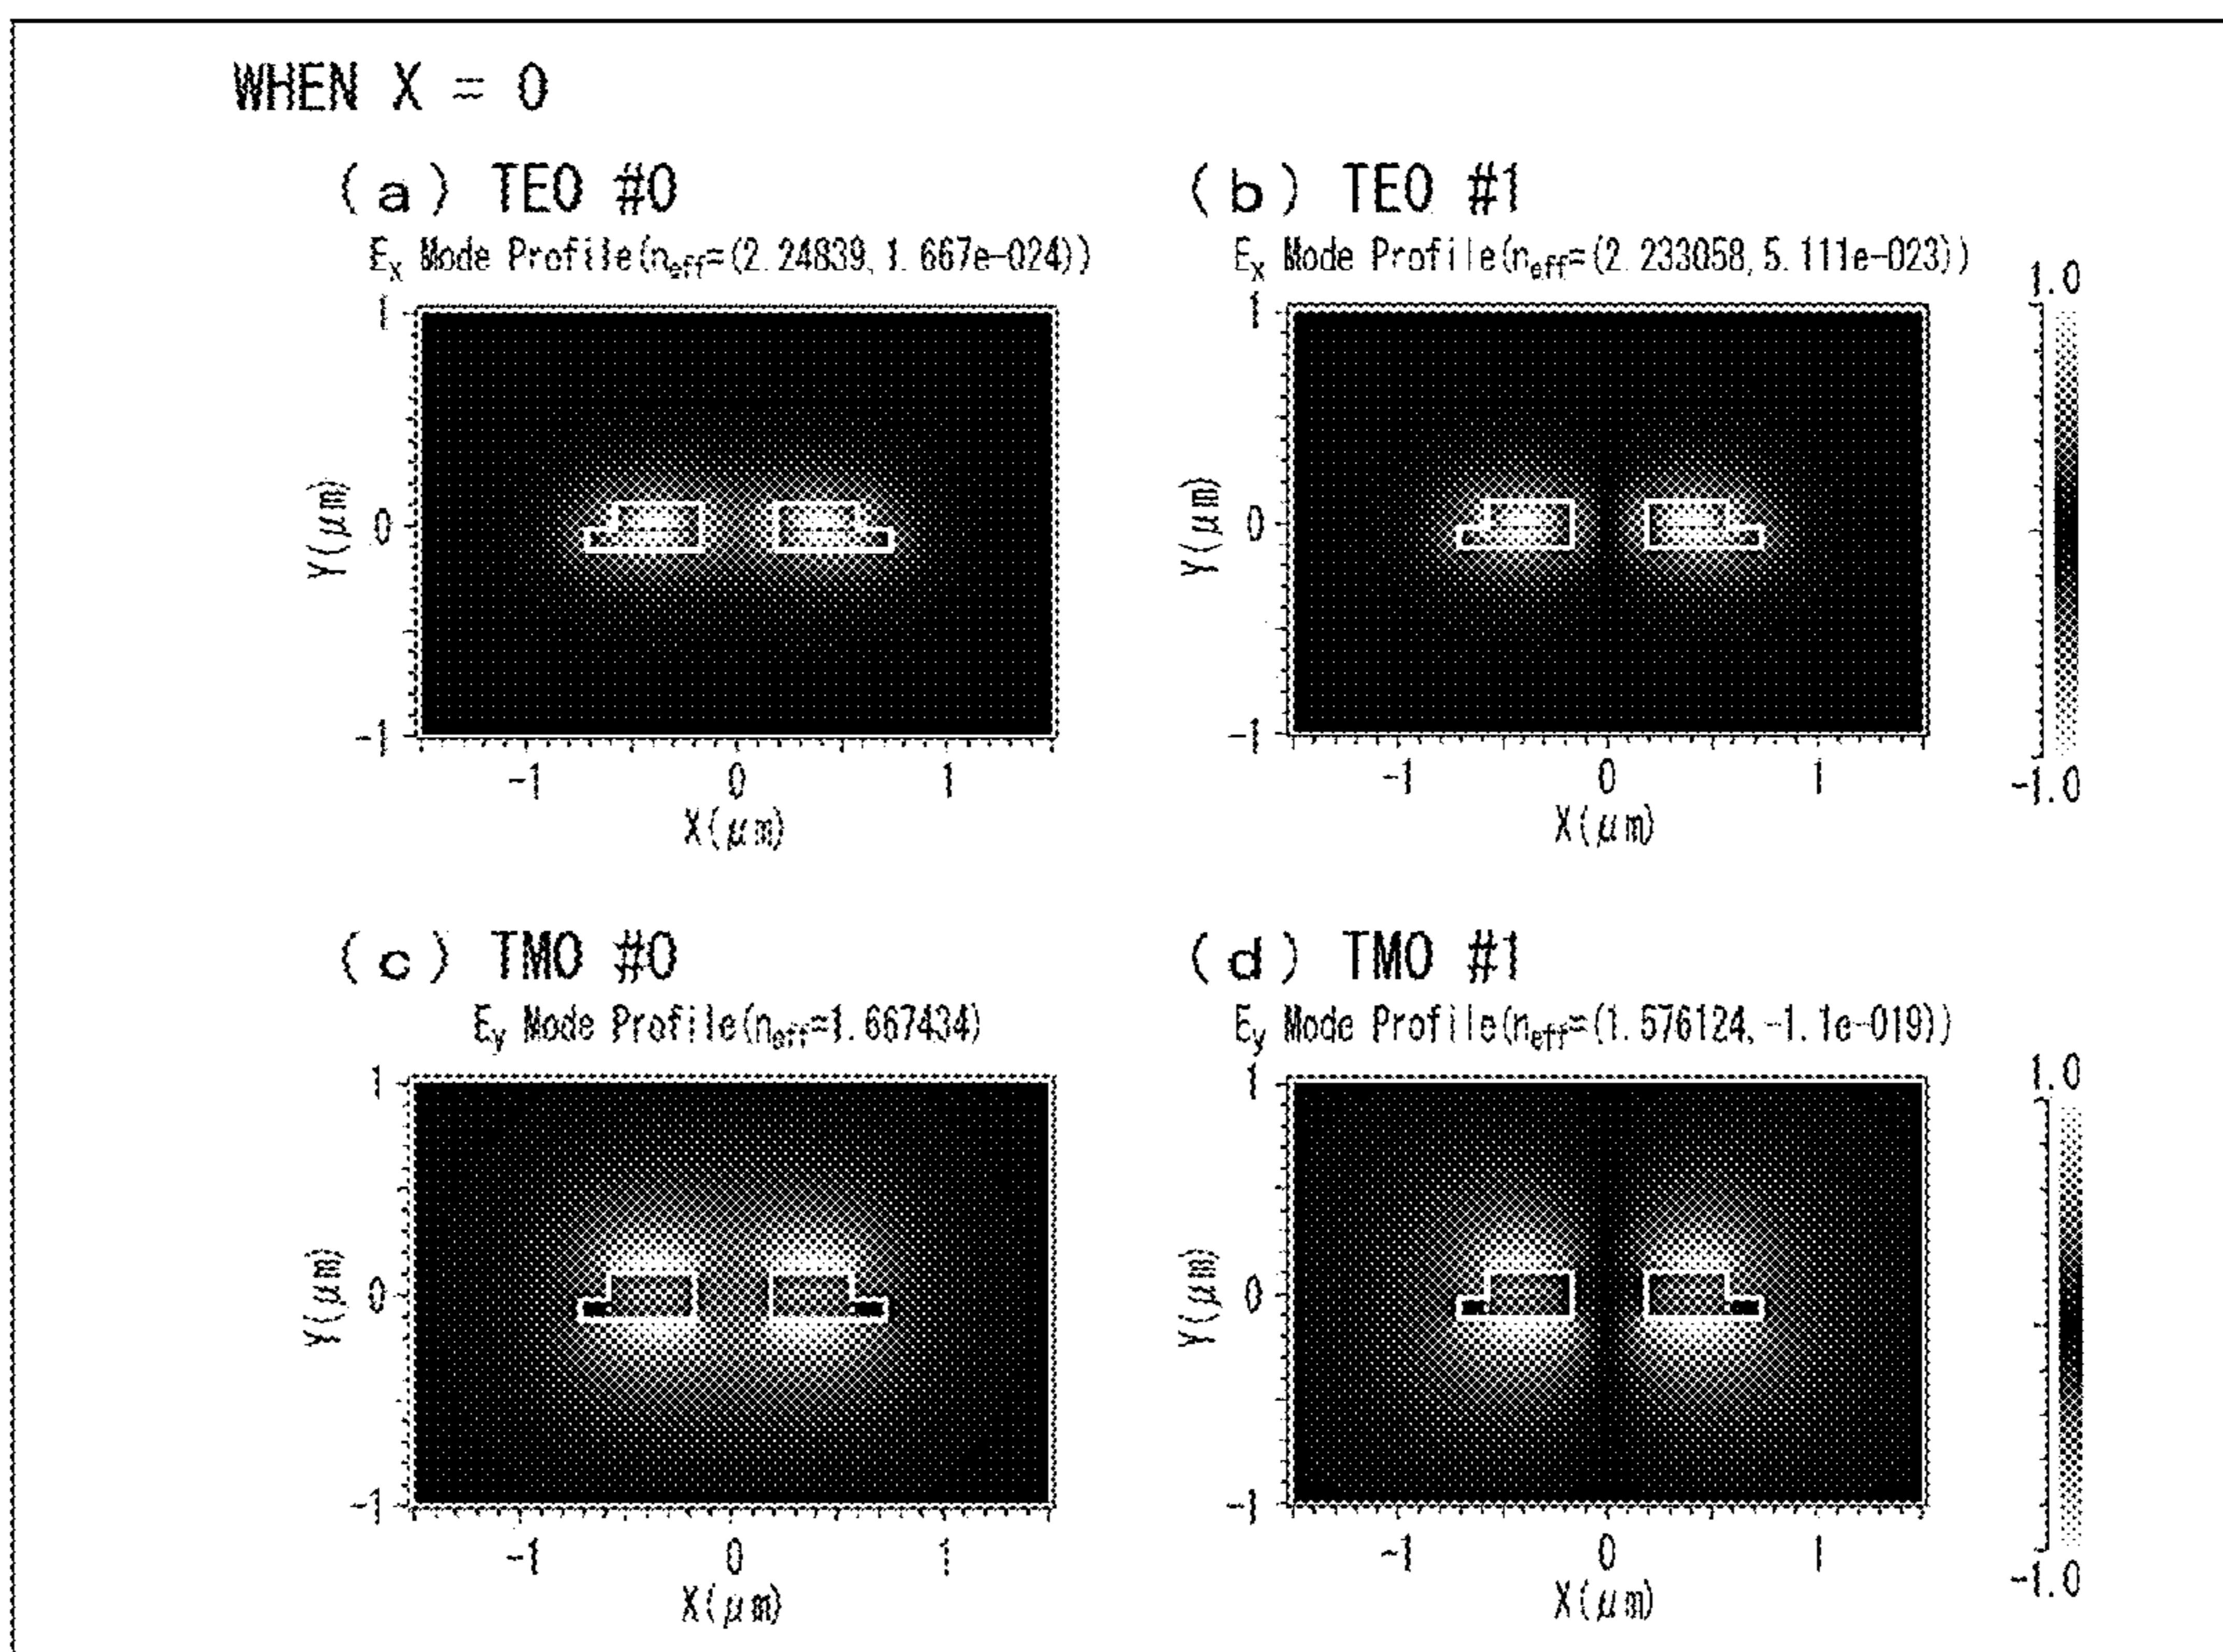 WHEN X = 0
(a) TE0 #0
Ex Mode Profile(neff=(2.24839,1.667e-024))
1
0
-1
Y(μm)
-1 0 1
X(μm)
(b) TE0 #1
Ex Mode Profile(neff=(2.233058,5.111e-023))
1
0
-1
Y(μm)
-1 0 1
X(μm)
1.0
-1.0
(c) TM0 #0
Ey Mode Profile(neff=1.667434)
1
0
-1
Y(μm)
-1 0 1
X(μm)
(d) TM0 #1
Ey Mode Profile(neff=(1.576124,-1.1e-019))
1
0
-1
Y(μm)
-1 0 1
X(μm)
1.0
-1.0